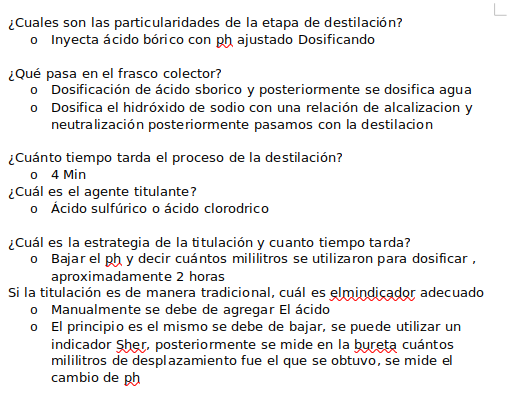 ¿Cuales son las particularidades de la etapa de destilación?
o Inyecta ácido bórico con ph ajustado Dosificando
¿Qué pasa en el frasco colector?
o Dosificación de ácido sborico y posteriormente se dosifica agua
o Dosifica el hidróxido de sodio con una relación de alcalizacion y
neutralización posteriormente pasamos con la destilacion
¿Cuánto tiempo tarda el proceso de la destilación?
o 4 Min
¿Cuál es el agente titulante?
o Ácido sulfúrico o ácido clorodrico
¿Cuál es la estrategia de la titulación y cuanto tiempo tarda?
o Bajar el ph y decir cuántos mililitros se utilizaron para dosificar ,
aproximadamente 2 horas
Si la titulación es de manera tradicional, cuál es elmindicador adecuado
o Manualmente se debe de agregar El ácido
o El principio es el mismo se debe de bajar, se puede utilizar un
indicador Sher, posteriormente se mide en la bureta cuántos
mililitros de desplazamiento fue el que se obtuvo, se mide el
cambio de ph